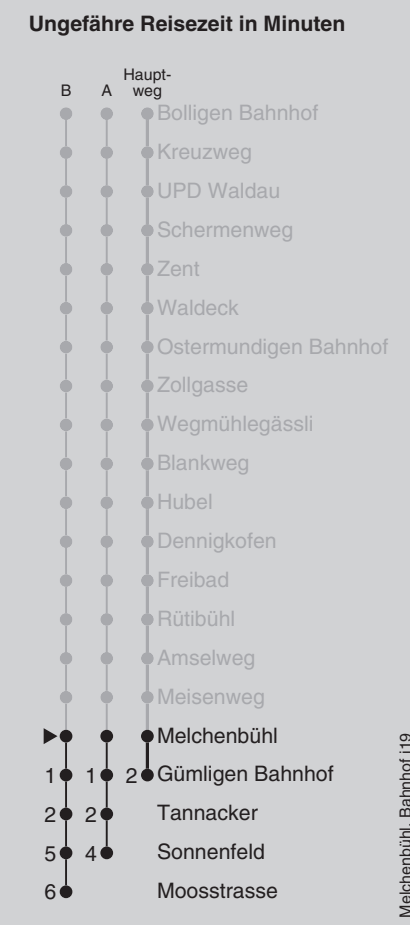 Ungefähre Reisezeit in Minuten
B A Haupt-
weg
Bolligen Bahnhof
Kreuzweg
UPD Waldau
Schermenweg
Zent
Waldeck
Ostermundigen Bahnhof
Zollgasse
Wegmühlegässli
Blankweg
Hubel
Dennigkofen
Freibad
Rütibühl
Amselweg
Meisenweg
Melchenbühl
1 1 2 Gümligen Bahnhof
2 2 Tannacker
5 4 Sonnenfeld
6 Moosstrasse
Melchenbühl, Bahnhof j19